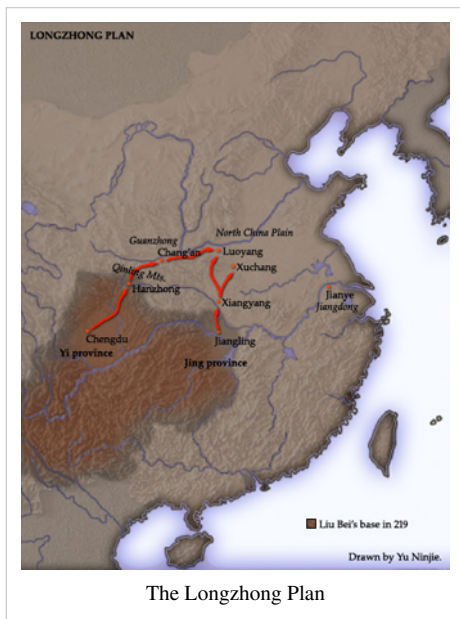 LONGZHONG PLAN
North China Plain
Guanzhong
Chang'an
Luoyang
Xuchang
Qinling Mts.
Hanzhong
Jianye
Jiangdong
Xiangyang
Chengdu
Jiangling
Yi province
Jing province
Liu Bei's base in 219
Drawn by Yu Ninjie.
The Longzhong Plan